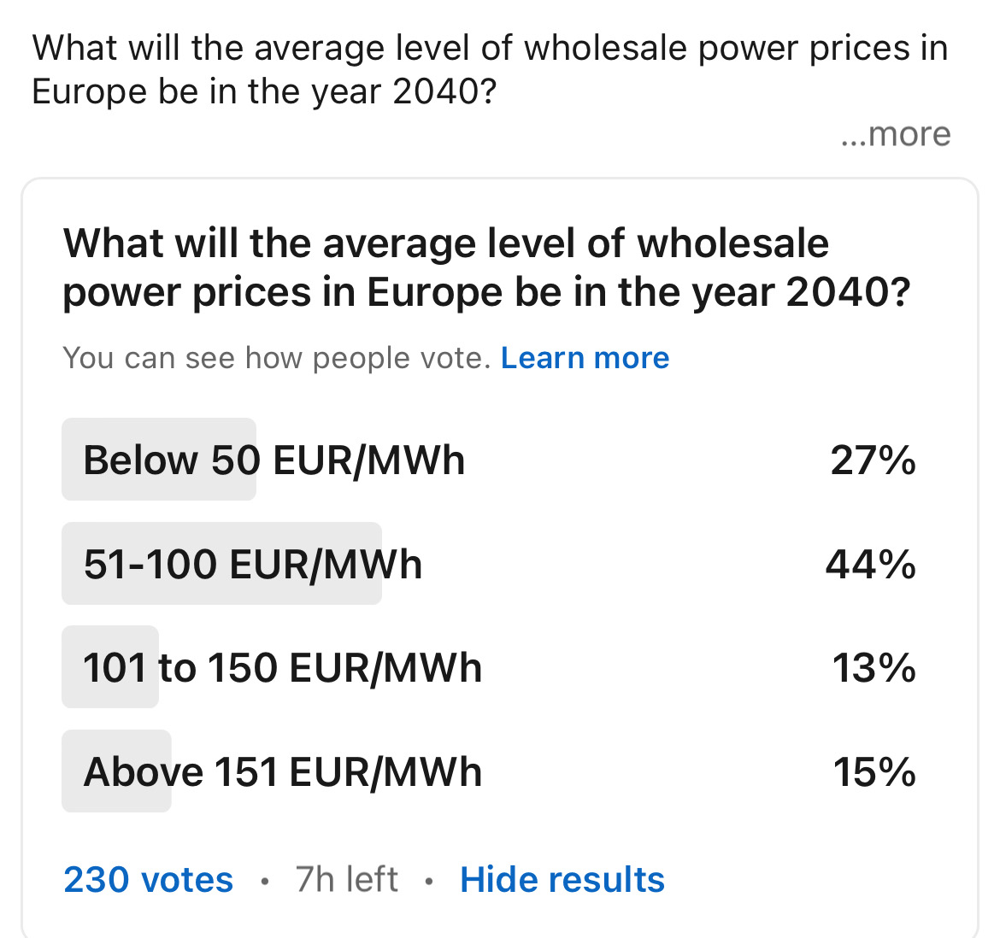 What will the average level of wholesale power prices in
Europe be in the year 2040?
...more
What will the average level of wholesale
power prices in Europe be in the year 2040?
You can see how people vote. Learn more
Below 50 EUR/MWh 27%
51-100 EUR/MWh 44%
101 to 150 EUR/MWh 13%
Above 151 EUR/MWh 15%
230 votes • 7h left • Hide results